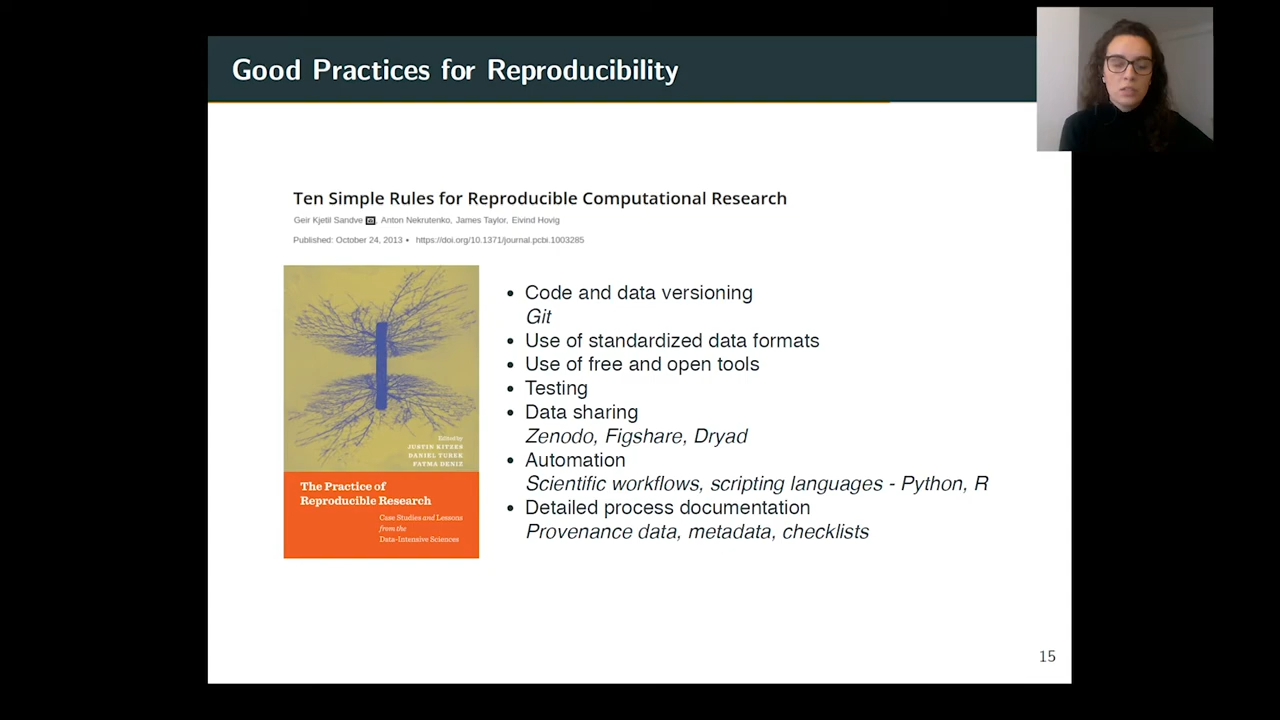 Good Practices for Reproducibility
Ten Simple Rules for Reproducible Computational Research
Geir Kjetil Sandve, Anton Nekrutenko, James Taylor, Eivind Hovig
Published: October 24, 2013 • https://doi.org/10.1371/journal.pcbi.1003285
Edited by
JUSTIN KITZES
DANIEL TUREK
FATMA DENIZ
The Practice of
Reproducible Research
Case Studies and Lessons
from the
Data-Intensive Sciences
• Code and data versioning
Git
• Use of standardized data formats
• Use of free and open tools
• Testing
• Data sharing
Zenodo, Figshare, Dryad
• Automation
Scientific workflows, scripting languages - Python, R
• Detailed process documentation
Provenance data, metadata, checklists
15